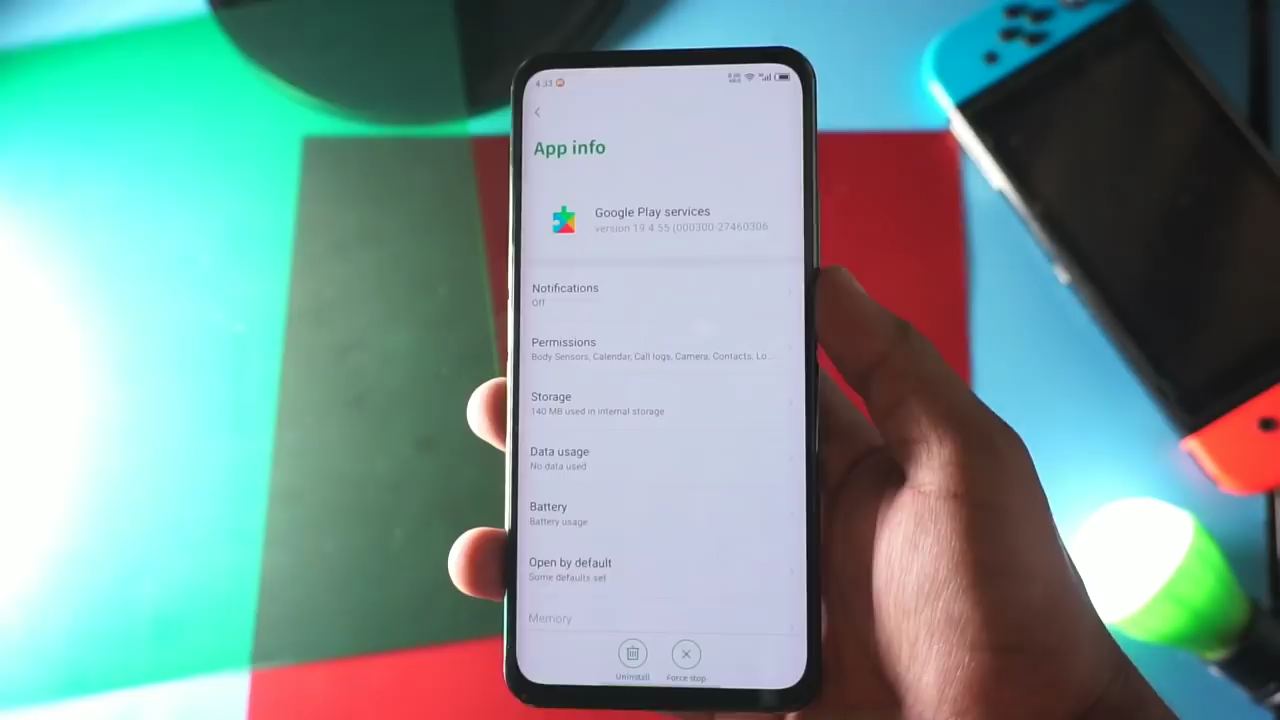 4:33
App info
Google Play services
version 19.4.55 (000300-27460306
Notifications
Off
Permissions
Body Sensors, Calendar, Call logs, Camera, Contacts, Lo...
Storage
140 MB used in internal storage
Data usage
No data used
Battery
Battery usage
Open by default
Some defaults set
Memory
Uninstall Force stop